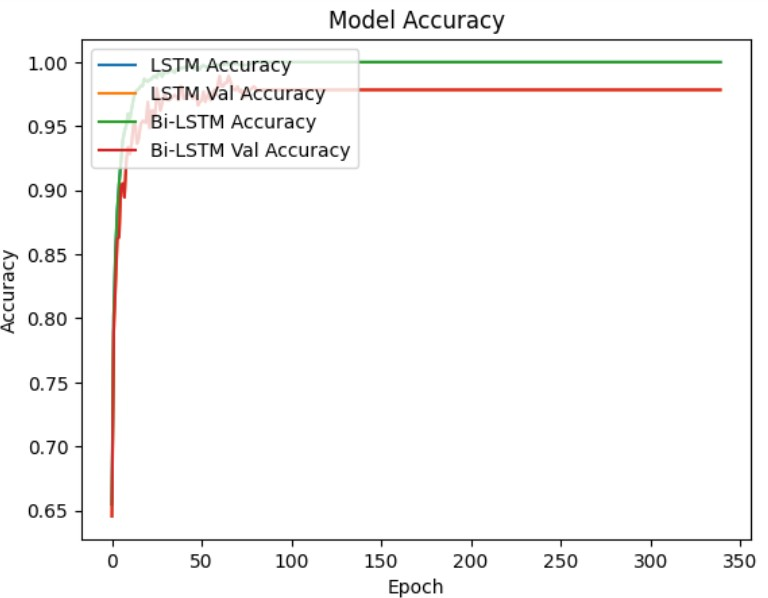 Model Accuracy
1.00
0.95
0.90
0.85
0.80
0.75
0.70
0.65
Accuracy
LSTM Accuracy
LSTM Val Accuracy
Bi-LSTM Accuracy
Bi-LSTM Val Accuracy
0 50 100 150 200 250 300 350
Epoch